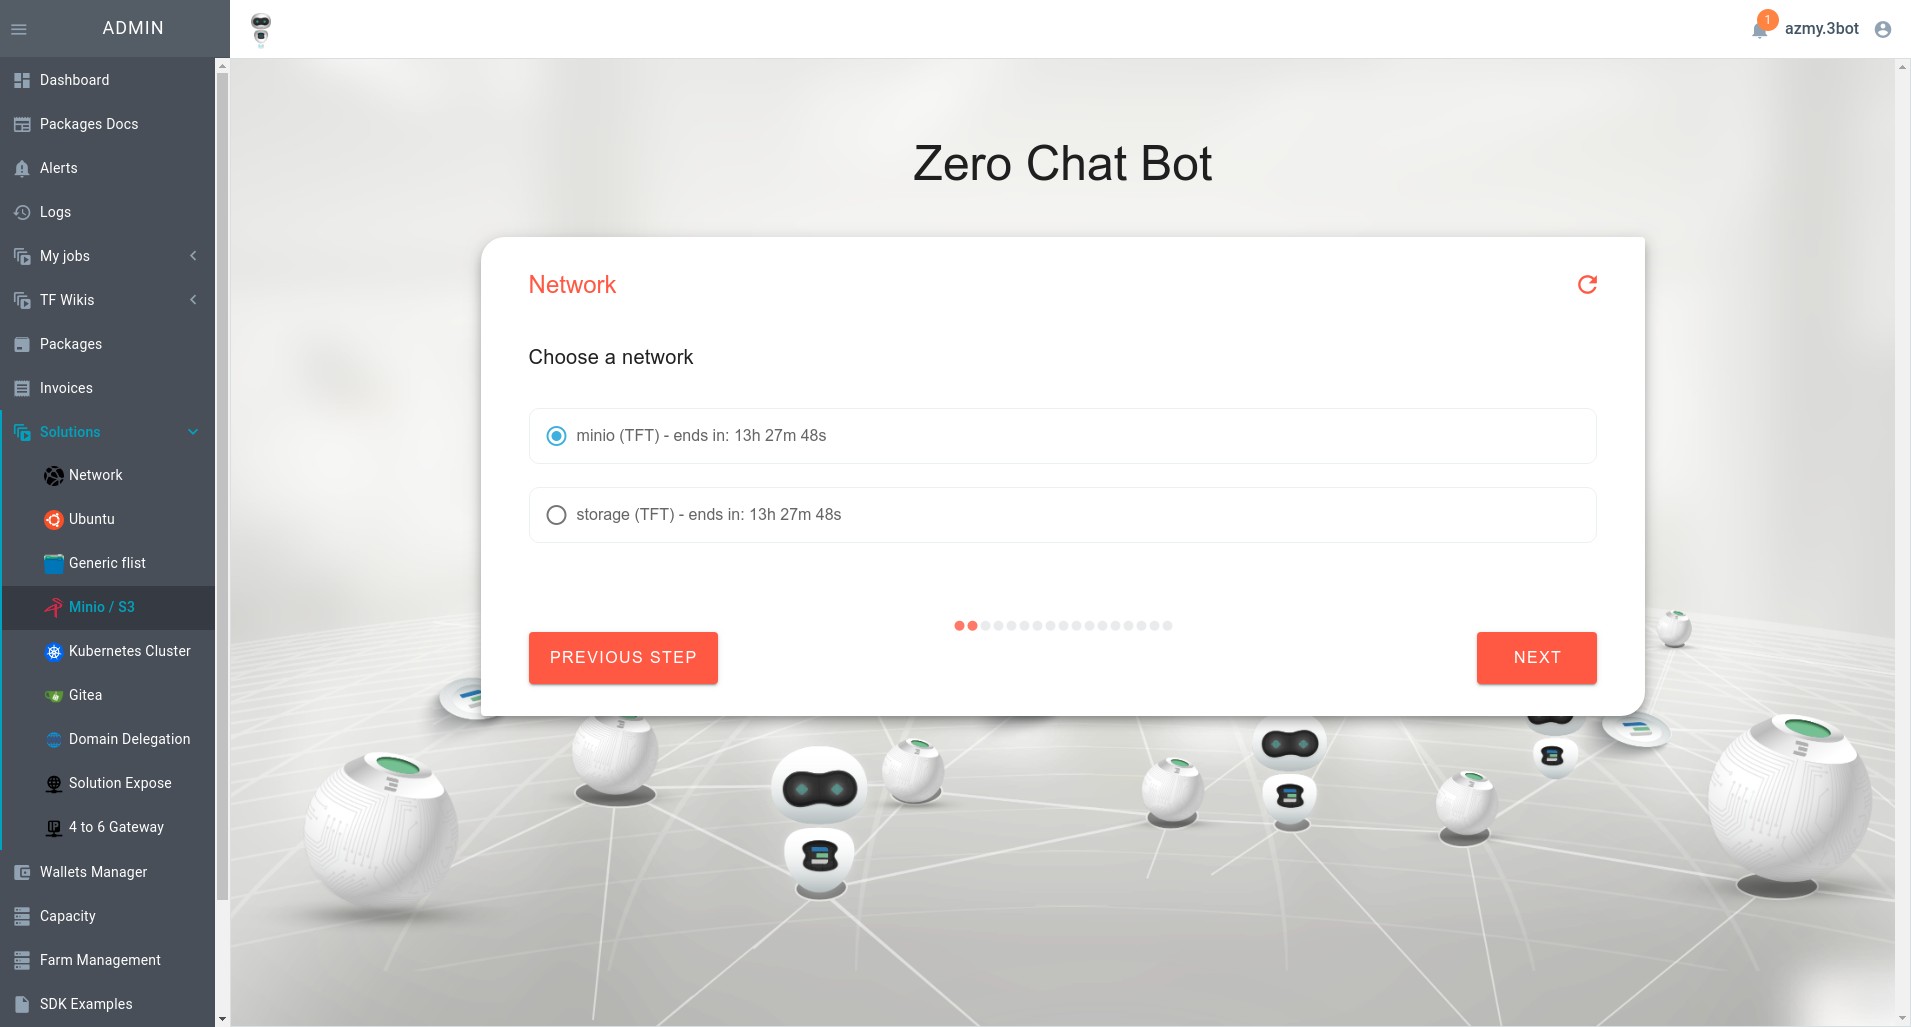 ADMIN
1
azmy.3bot
Dashboard
Packages Docs
Alerts
Logs
My jobs
TF Wikis
Packages
Invoices
Solutions
Network
Ubuntu
Generic flist
Minio / S3
Kubernetes Cluster
Gitea
Domain Delegation
Solution Expose
4 to 6 Gateway
Wallets Manager
Capacity
Farm Management
SDK Examples
Zero Chat Bot
Network
Choose a network
minio (TFT) - ends in: 13h 27m 48s
storage (TFT) - ends in: 13h 27m 48s
PREVIOUS STEP
NEXT